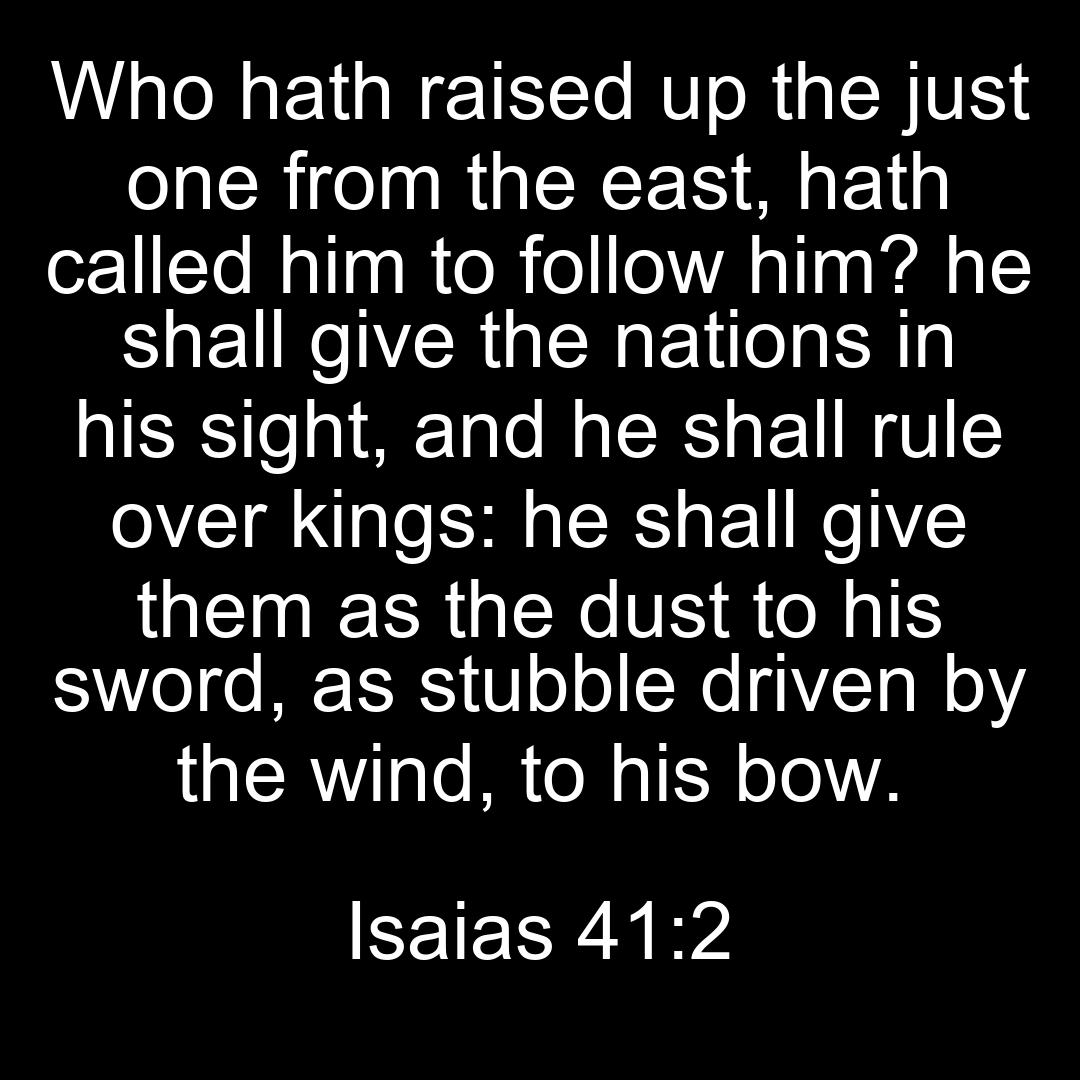 Who hath raised up the just
one from the east, hath
called him to follow him? he
shall give the nations in
his sight, and he shall rule
over kings: he shall give
them as the dust to his
sword, as stubble driven by
the wind, to his bow.
Isaias 41:2